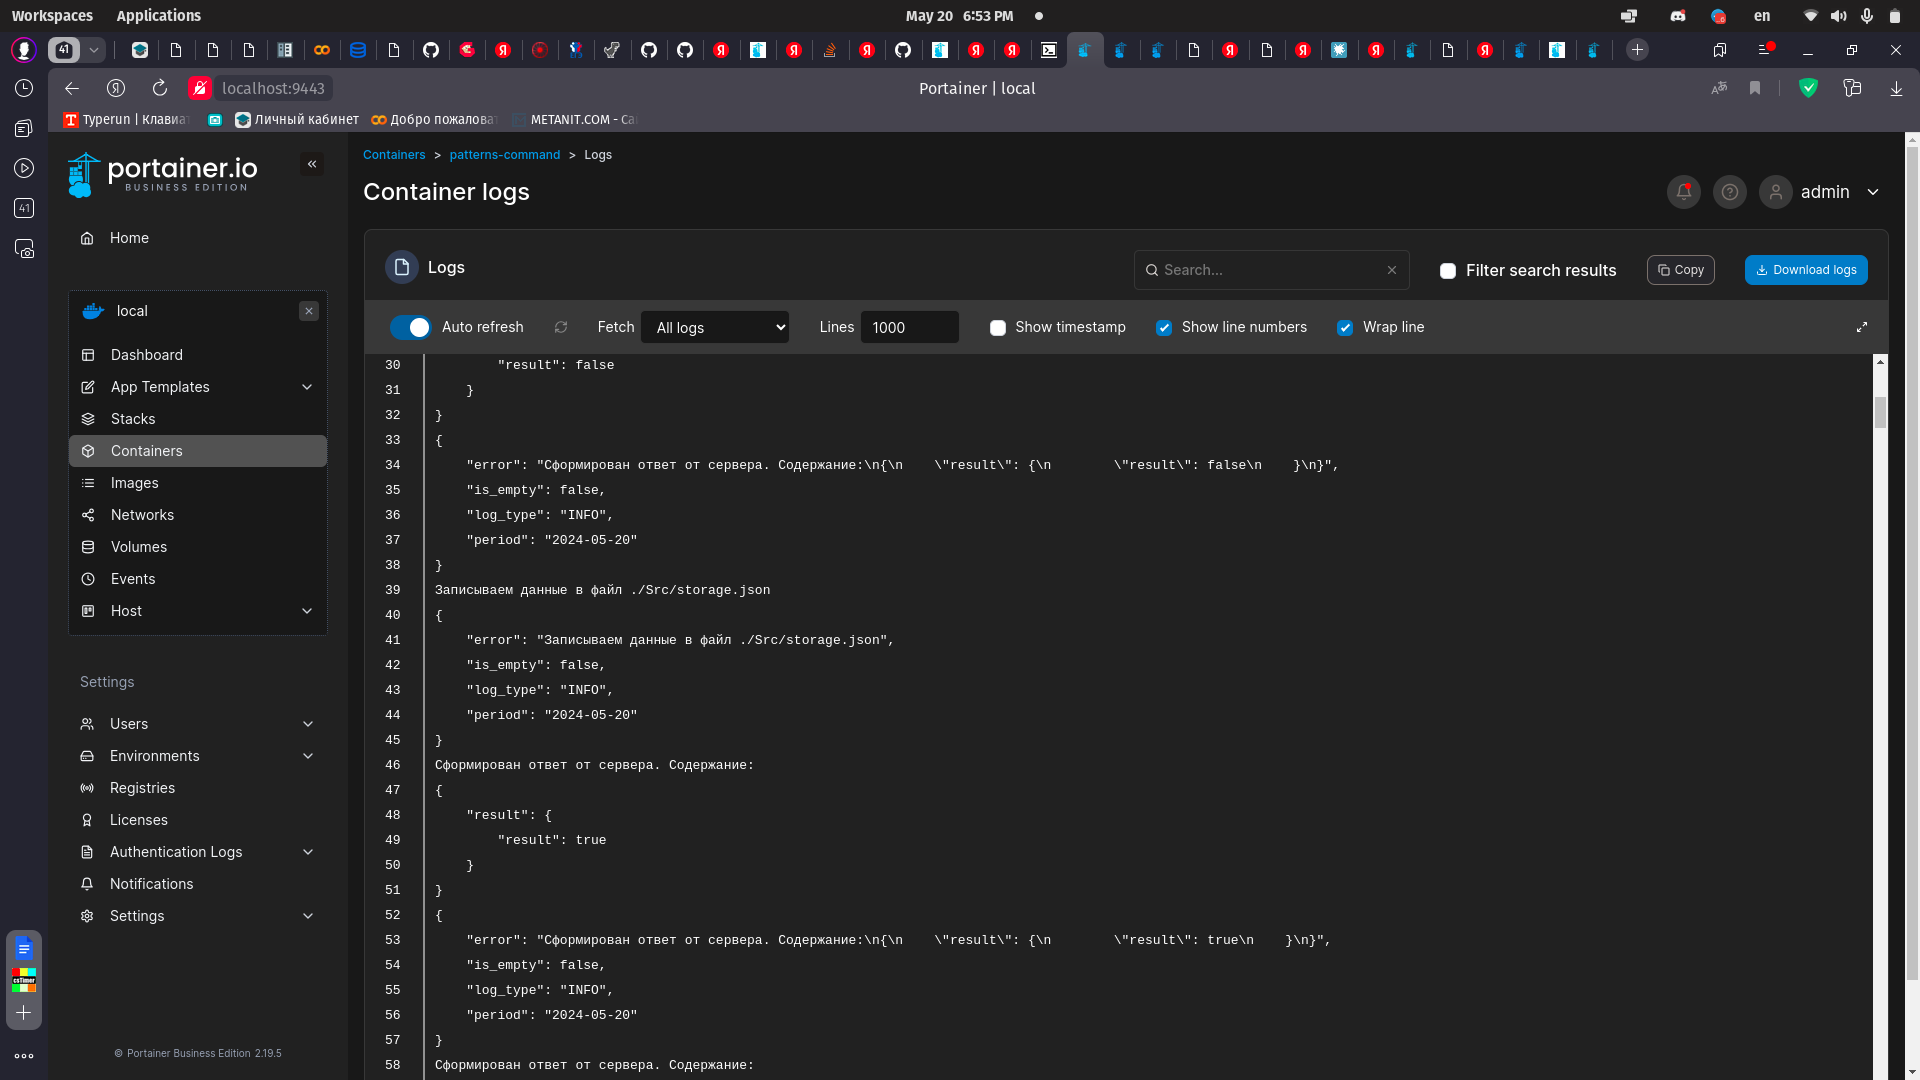 Workspaces Applications May 20 6:53 PM en
41
localhost:9443 Portainer | local
Typerun | Клавиат Личный кабинет Добро пожалова METANIT.COM - Са
41
portainer.io
BUSINESS EDITION
Home
local
Dashboard
App Templates
Stacks
Containers
Images
Networks
Volumes
Events
Host
Settings
Users
Environments
Registries
Licenses
Authentication Logs
Notifications
Settings
© Portainer Business Edition 2.19.5
Containers > patterns-command > Logs
Container logs
admin
Logs Search... Filter search results Copy Download logs
Auto refresh Fetch All logs Lines 1000 Show timestamp Show line numbers Wrap line
30         "result": false
31     }
32 }
33 {
34     "error": "Сформирован ответ от сервера. Содержание:\n{\n    \"result\": {\n        \"result\": false\n    }\n}",
35     "is_empty": false,
36     "log_type": "INFO",
37     "period": "2024-05-20"
38 }
39 Записываем данные в файл ./Src/storage.json
40 {
41     "error": "Записываем данные в файл ./Src/storage.json",
42     "is_empty": false,
43     "log_type": "INFO",
44     "period": "2024-05-20"
45 }
46 Сформирован ответ от сервера. Содержание:
47 {
48     "result": {
49         "result": true
50     }
51 }
52 {
53     "error": "Сформирован ответ от сервера. Содержание:\n{\n    \"result\": {\n        \"result\": true\n    }\n}",
54     "is_empty": false,
55     "log_type": "INFO",
56     "period": "2024-05-20"
57 }
58 Сформирован ответ от сервера. Содержание: